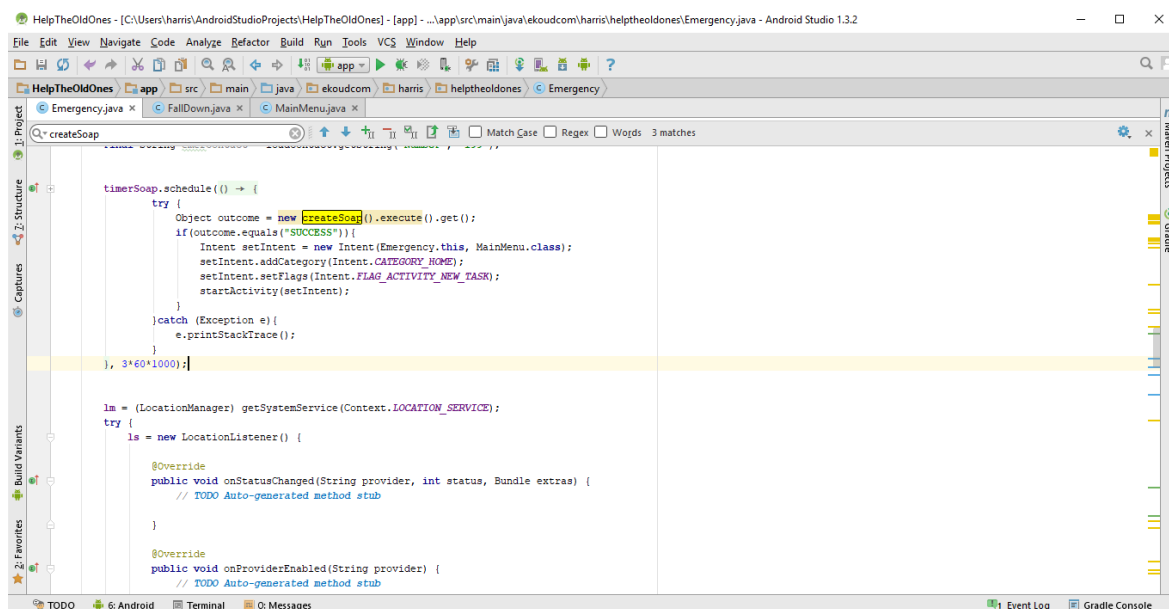 HelpTheOldOnes - [C:\Users\harris\AndroidStudioProjects\HelpTheOldOnes] - [app] - ...\app\src\main\java\ekoudcom\harris\helptheoldones\Emergency.java - Android Studio 1.3.2
File Edit View Navigate Code Analyze Refactor Build Run Tools VCS Window Help
app
HelpTheOldOnes app src main java ekoudcom harris helptheoldones Emergency
Emergency.java FallDown.java MainMenu.java
createSoap Match Case Regex Words 3 matches
timerSoap.schedule(() → {
try {
Object outcome = new createSoap().execute().get();
if(outcome.equals("SUCCESS")){
Intent setIntent = new Intent(Emergency.this, MainMenu.class);
setIntent.addCategory(Intent.CATEGORY_HOME);
setIntent.setFlags(Intent.FLAG_ACTIVITY_NEW_TASK);
startActivity(setIntent);
}
}catch (Exception e){
e.printStackTrace();
}
}, 3*60*1000);
lm = (LocationManager) getSystemService(Context.LOCATION_SERVICE);
try {
ls = new LocationListener() {
@Override
public void onStatusChanged(String provider, int status, Bundle extras) {
// TODO Auto-generated method stub
}
@Override
public void onProviderEnabled(String provider) {
// TODO Auto-generated method stub
1: Project
7: Structure
Captures
Build Variants
2: Favorites
Maven Projects
Gradle
TODO 6: Android Terminal 0: Messages 1 Event Log Gradle Console